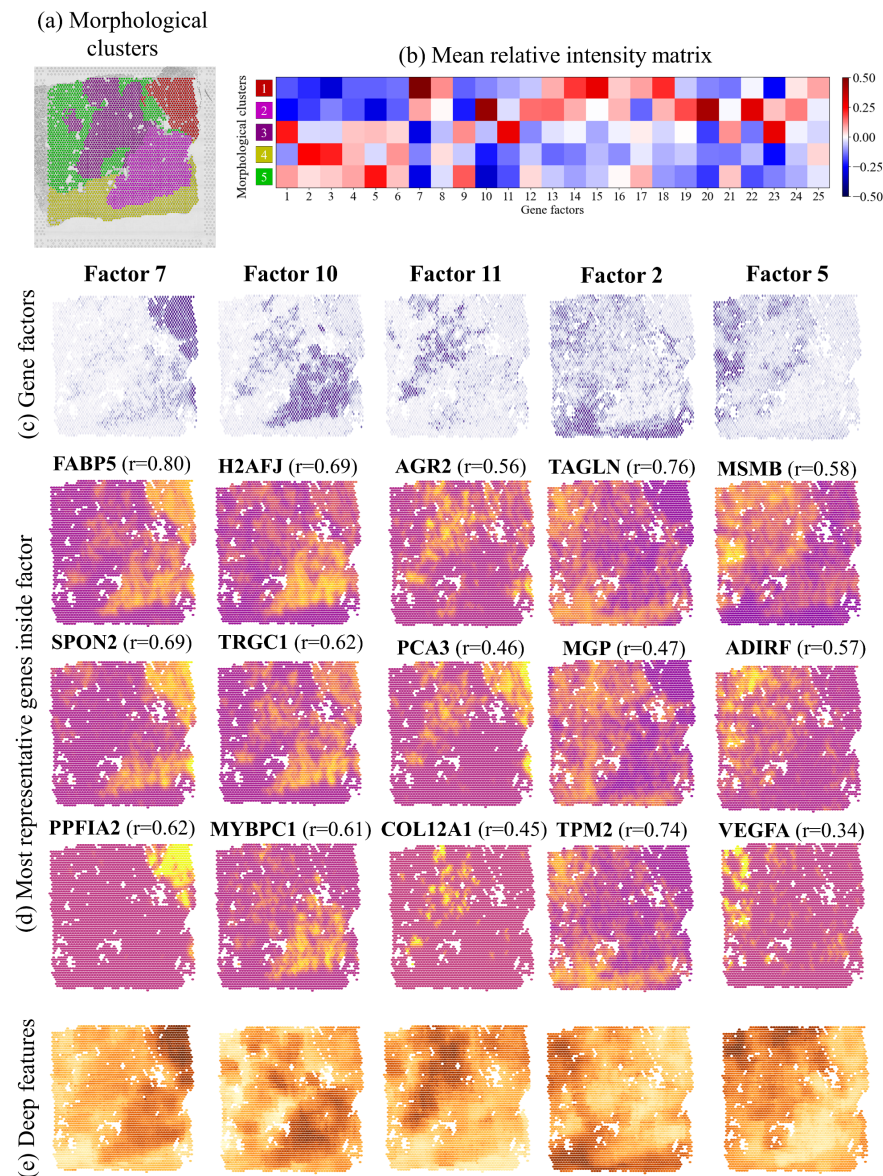 (a) Morphological
clusters
(b) Mean relative intensity matrix
Morphological clusters
1
2
3
4
5
1 2 3 4 5 6 7 8 9 10 11 12 13 14 15 16 17 18 19 20 21 22 23 24 25
Gene factors
0.50
0.25
0.00
−0.25
−0.50
(c) Gene factors
Factor 7 Factor 10 Factor 11 Factor 2 Factor 5
(d) Most representative genes inside factor
FABP5 (r=0.80) H2AFJ (r=0.69) AGR2 (r=0.56) TAGLN (r=0.76) MSMB (r=0.58)
SPON2 (r=0.69) TRGC1 (r=0.62) PCA3 (r=0.46) MGP (r=0.47) ADIRF (r=0.57)
PPFIA2 (r=0.62) MYBPC1 (r=0.61) COL12A1 (r=0.45) TPM2 (r=0.74) VEGFA (r=0.34)
(e) Deep features